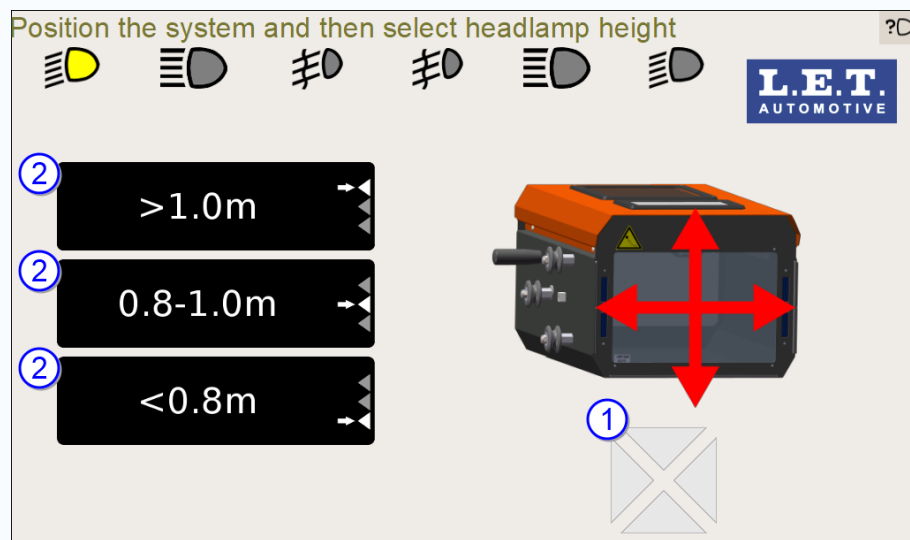 Position the system and then select headlamp height
?
L.E.T.
AUTOMOTIVE
2
>1.0m
2
0.8-1.0m
2
<0.8m
1